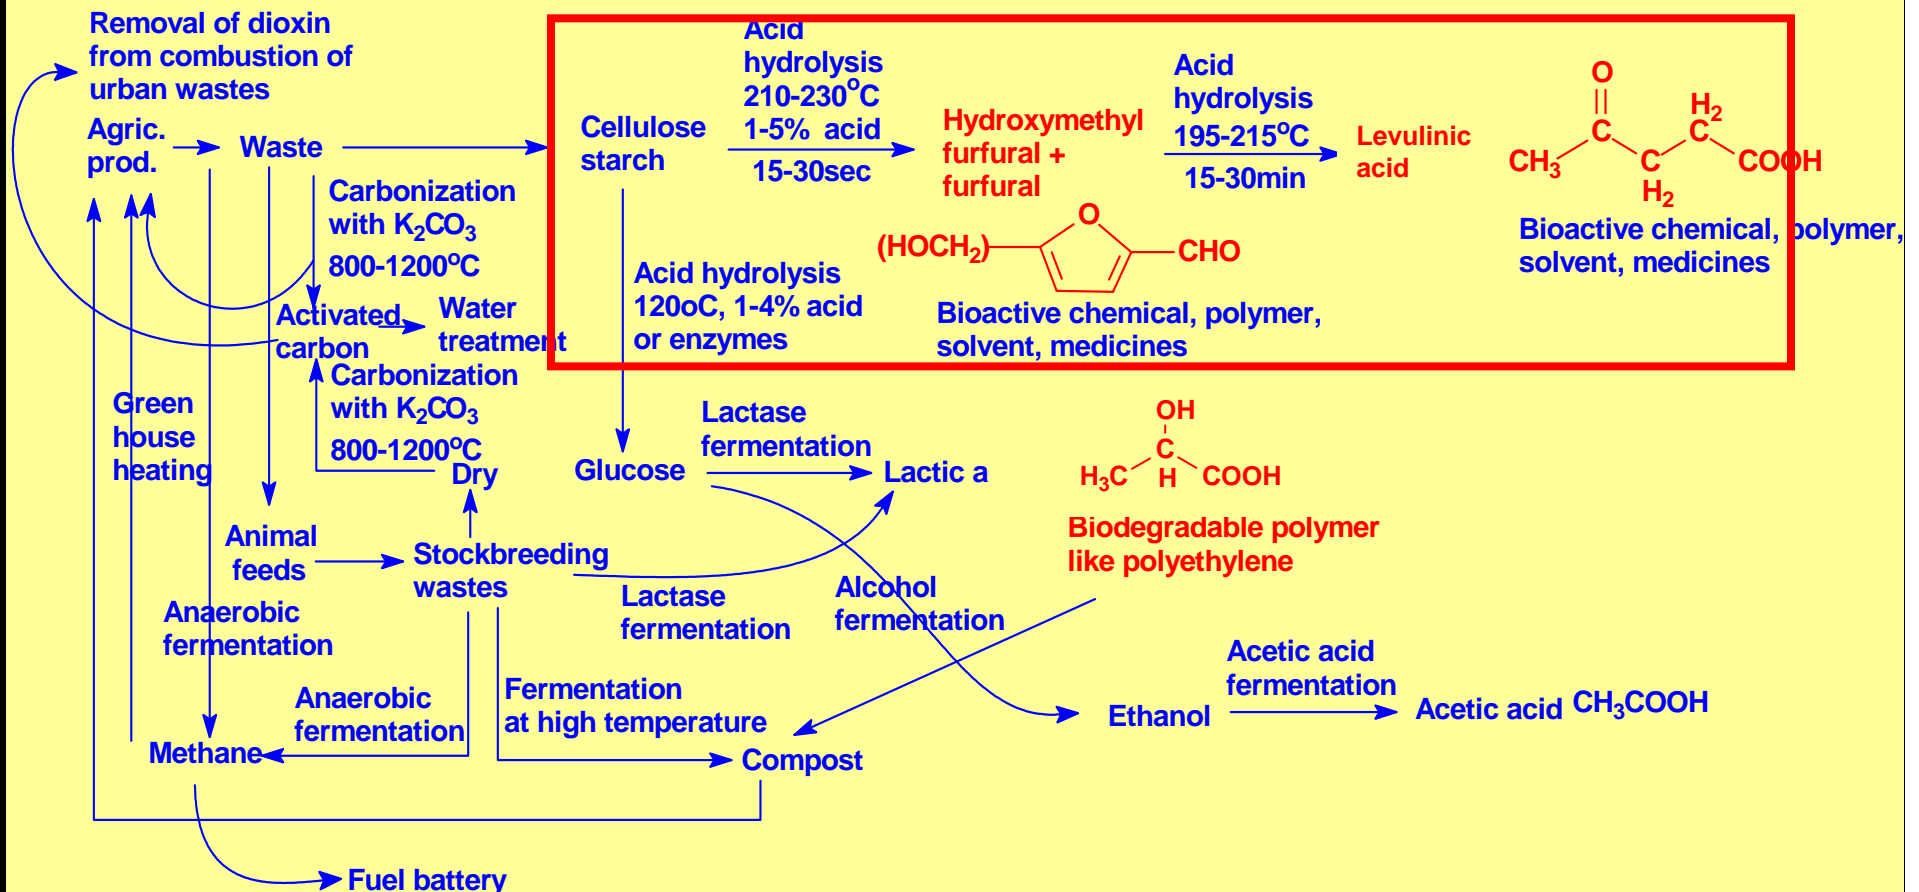 Removal of dioxin
from combustion of
urban wastes
Agric.
prod.
Waste
Carbonization
with K₂CO₃
800-1200°C
Activated
carbon
Water
treatment
Carbonization
with K₂CO₃
800-1200°C
Dry
Green
house
heating
Animal
feeds
Stockbreeding
wastes
Anaerobic
fermentation
Anaerobic
fermentation
Methane
Fuel battery
Fermentation
at high temperature
Compost
Cellulose
starch
Acid
hydrolysis
210-230°C
1-5% acid
15-30sec
Hydroxymethyl
furfural +
furfural
Acid
hydrolysis
195-215°C
15-30min
Levulinic
acid
O
C
CH₃
C
H₂
H₂
C
COOH
Bioactive chemical, polymer,
solvent, medicines
O
(HOCH₂)
CHO
Bioactive chemical, polymer,
solvent, medicines
Acid hydrolysis
120oC, 1-4% acid
or enzymes
Glucose
Lactase
fermentation
Lactic a
OH
C
H₃C
H
COOH
Biodegradable polymer
like polyethylene
Lactase
fermentation
Alcohol
fermentation
Ethanol
Acetic acid
fermentation
Acetic acid CH₃COOH